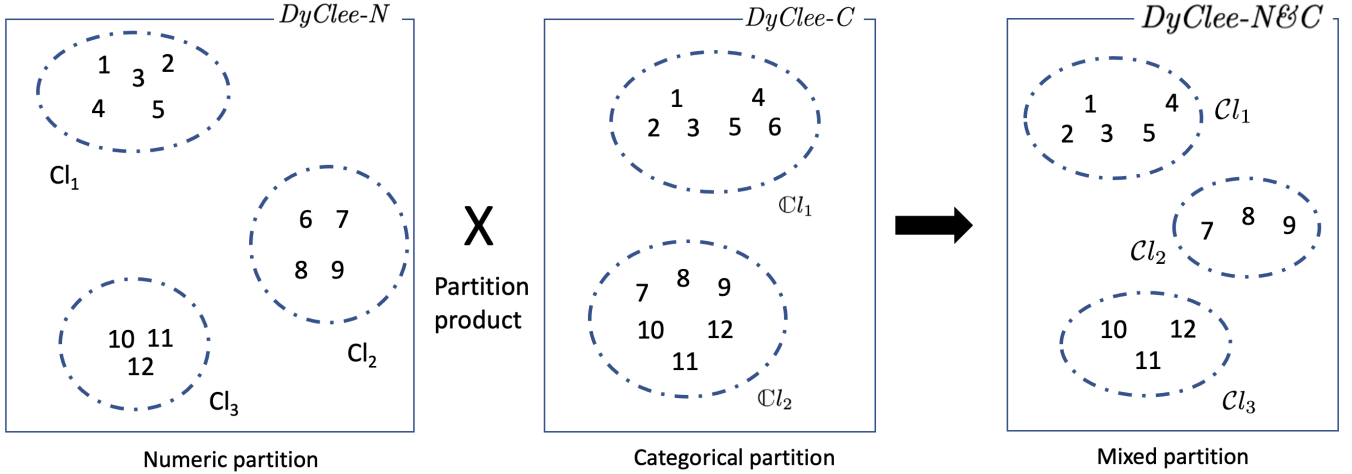 DyClee-N
1 2
3
4 5
Cl₁
6 7
8 9
Cl₂
10 11
12
Cl₃
Numeric partition
X
Partition
product
DyClee-C
1 4
2 3 5 6
ℂl₁
7 8 9
10 12
11
ℂl₂
Categorical partition
DyClee-N&C
1 4
2 3 5
𝒞l₁
7 8 9
𝒞l₂
10 12
11
𝒞l₃
Mixed partition